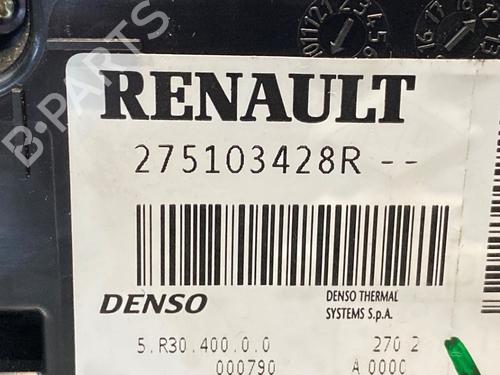 B-PARTS
RENAULT
275103428R --
DENSO
DENSO THERMAL
SYSTEMS S.p.A.
5.R30.400.0.0
270 2
000790
A 000C